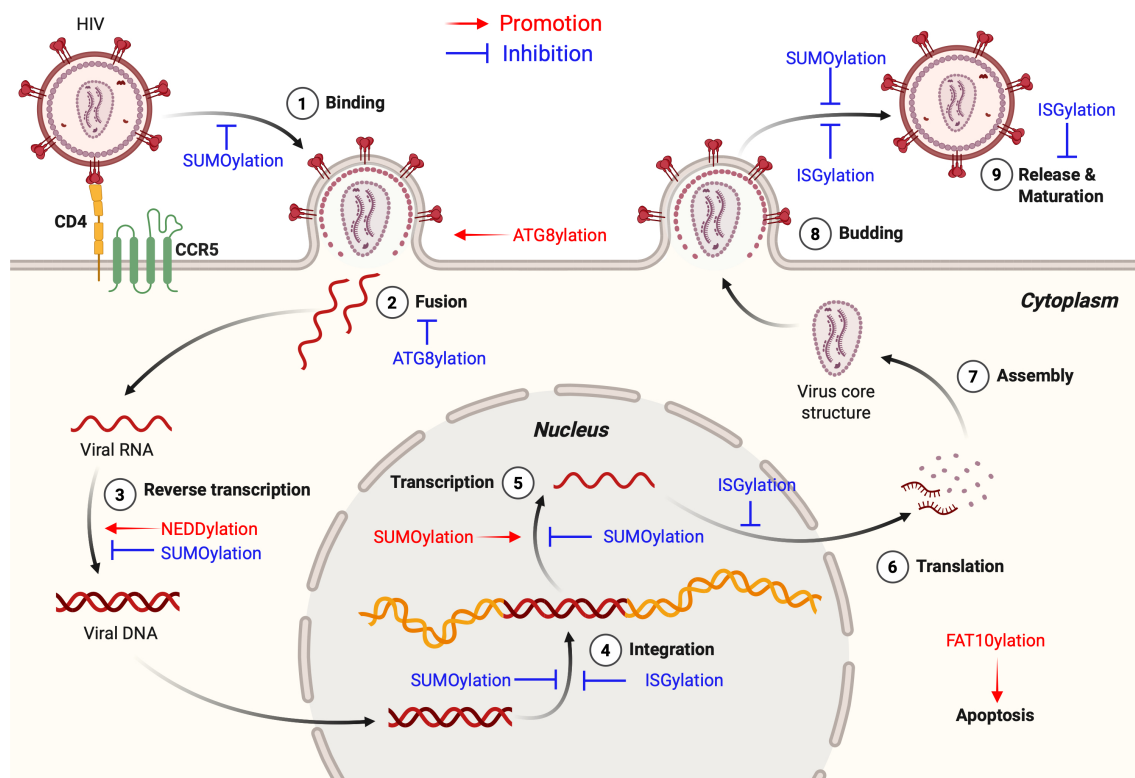 HIV
Promotion
Inhibition
1 Binding
SUMOylation
CD4
CCR5
ATG8ylation
SUMOylation
ISGylation
ISGylation
9 Release &
Maturation
8 Budding
2 Fusion
ATG8ylation
Cytoplasm
Virus core
structure
7 Assembly
Viral RNA
3 Reverse transcription
NEDDylation
SUMOylation
Viral DNA
Nucleus
Transcription 5
SUMOylation
SUMOylation
ISGylation
6 Translation
4 Integration
SUMOylation
ISGylation
FAT10ylation
Apoptosis